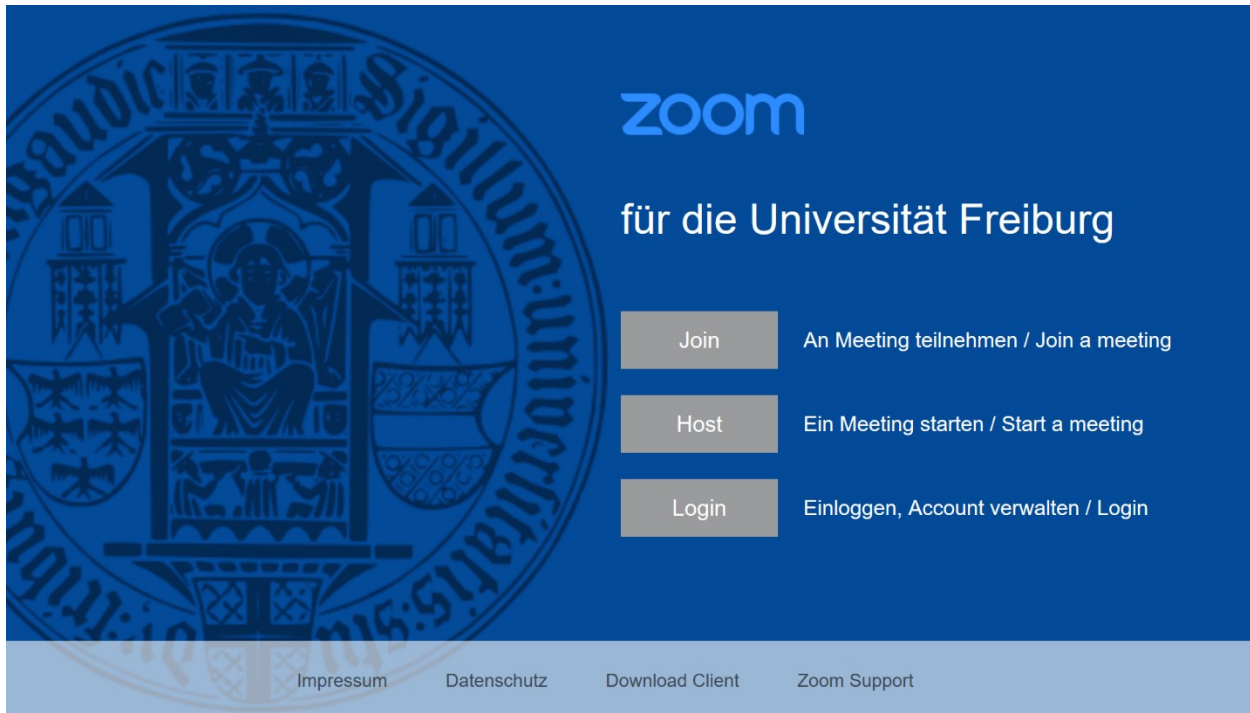 zoom
für die Universität Freiburg
Join
An Meeting teilnehmen / Join a meeting
Host
Ein Meeting starten / Start a meeting
Login
Einloggen, Account verwalten / Login
Impressum
Datenschutz
Download Client
Zoom Support